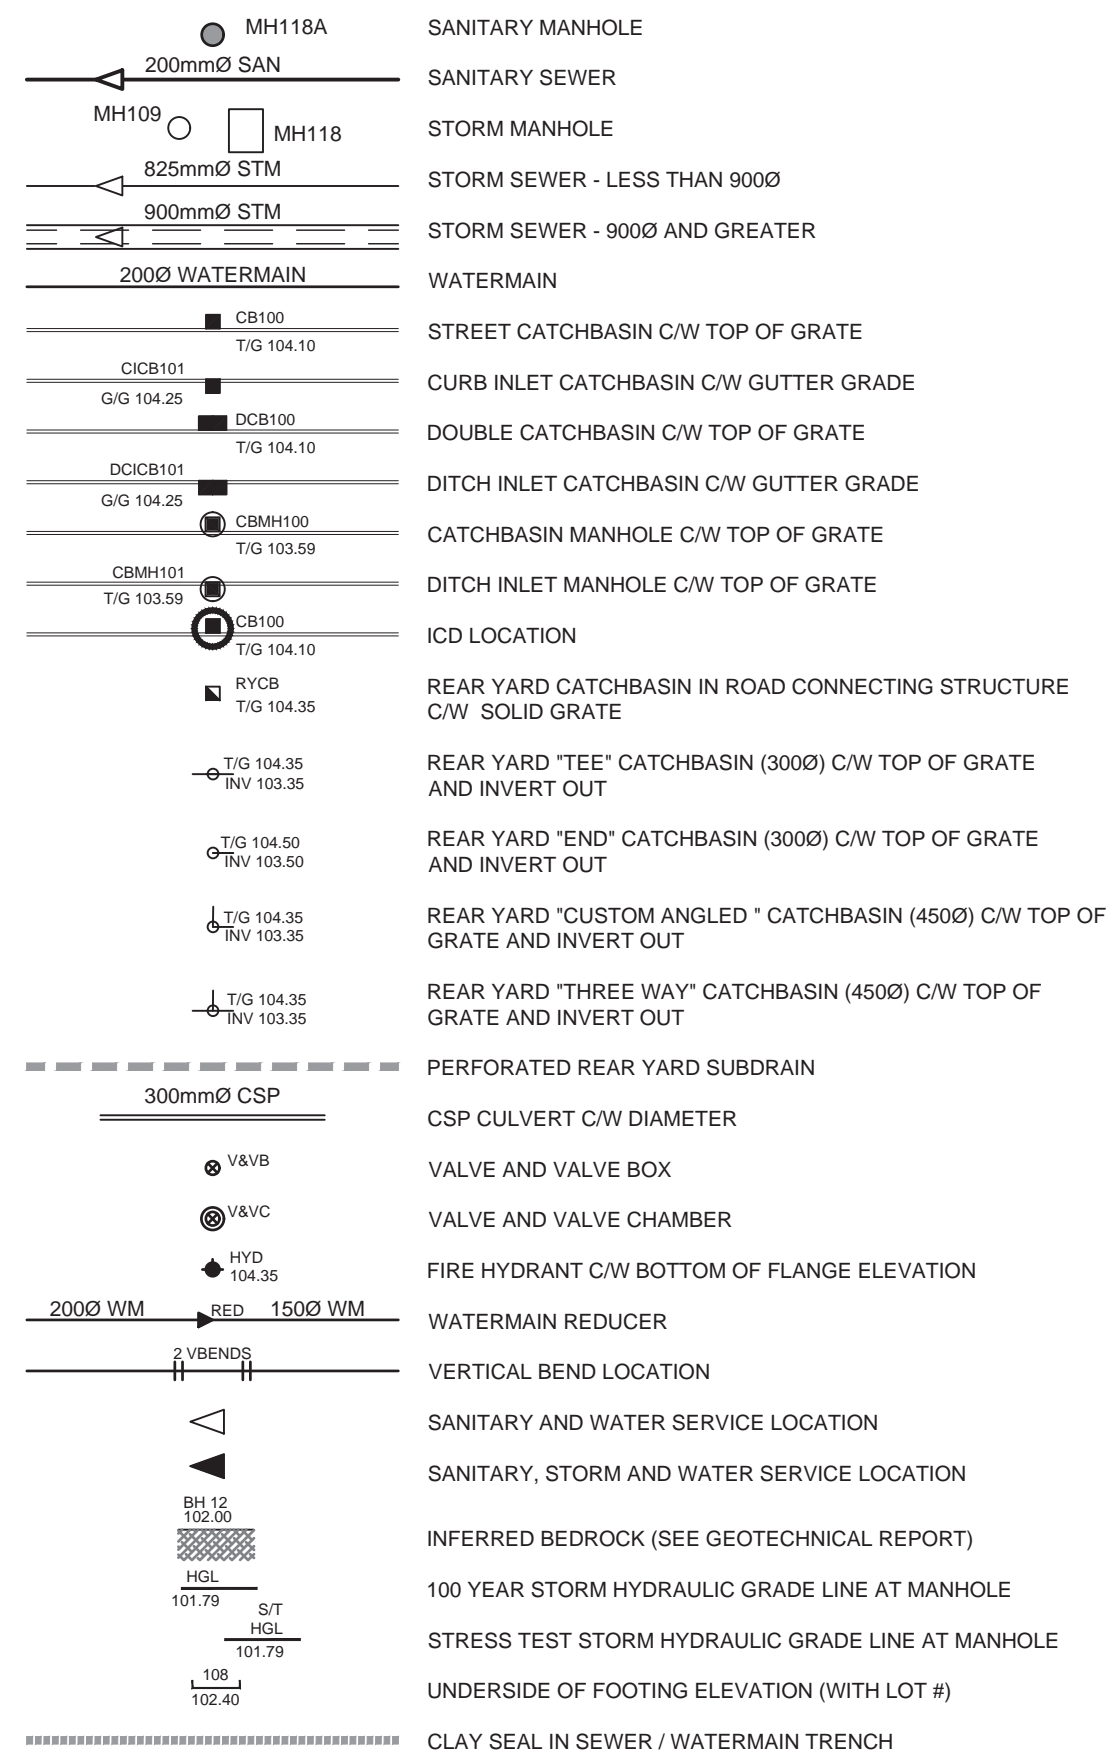 MH118A SANITARY MANHOLE
200mmØ SAN SANITARY SEWER
MH109 MH118 STORM MANHOLE
825mmØ STM STORM SEWER - LESS THAN 900Ø
900mmØ STM STORM SEWER - 900Ø AND GREATER
200Ø WATERMAIN WATERMAIN
CB100
T/G 104.10
STREET CATCHBASIN C/W TOP OF GRATE
CICB101
G/G 104.25
CURB INLET CATCHBASIN C/W GUTTER GRADE
DCB100
T/G 104.10
DOUBLE CATCHBASIN C/W TOP OF GRATE
DCICB101
G/G 104.25
DITCH INLET CATCHBASIN C/W GUTTER GRADE
CBMH100
T/G 103.59
CATCHBASIN MANHOLE C/W TOP OF GRATE
CBMH101
T/G 103.59
DITCH INLET MANHOLE C/W TOP OF GRATE
CB100
T/G 104.10
ICD LOCATION
RYCB
T/G 104.35
REAR YARD CATCHBASIN IN ROAD CONNECTING STRUCTURE
C/W SOLID GRATE
T/G 104.35
INV 103.35
REAR YARD "TEE" CATCHBASIN (300Ø) C/W TOP OF GRATE
AND INVERT OUT
T/G 104.50
INV 103.50
REAR YARD "END" CATCHBASIN (300Ø) C/W TOP OF GRATE
AND INVERT OUT
T/G 104.35
INV 103.35
REAR YARD "CUSTOM ANGLED " CATCHBASIN (450Ø) C/W TOP OF
GRATE AND INVERT OUT
T/G 104.35
INV 103.35
REAR YARD "THREE WAY" CATCHBASIN (450Ø) C/W TOP OF
GRATE AND INVERT OUT
PERFORATED REAR YARD SUBDRAIN
300mmØ CSP CSP CULVERT C/W DIAMETER
V&VB VALVE AND VALVE BOX
V&VC VALVE AND VALVE CHAMBER
HYD
104.35
FIRE HYDRANT C/W BOTTOM OF FLANGE ELEVATION
200Ø WM RED 150Ø WM WATERMAIN REDUCER
2 VBENDS VERTICAL BEND LOCATION
SANITARY AND WATER SERVICE LOCATION
SANITARY, STORM AND WATER SERVICE LOCATION
BH 12
102.00
INFERRED BEDROCK (SEE GEOTECHNICAL REPORT)
HGL
101.79
100 YEAR STORM HYDRAULIC GRADE LINE AT MANHOLE
S/T
HGL
101.79
STRESS TEST STORM HYDRAULIC GRADE LINE AT MANHOLE
108
102.40
UNDERSIDE OF FOOTING ELEVATION (WITH LOT #)
CLAY SEAL IN SEWER / WATERMAIN TRENCH